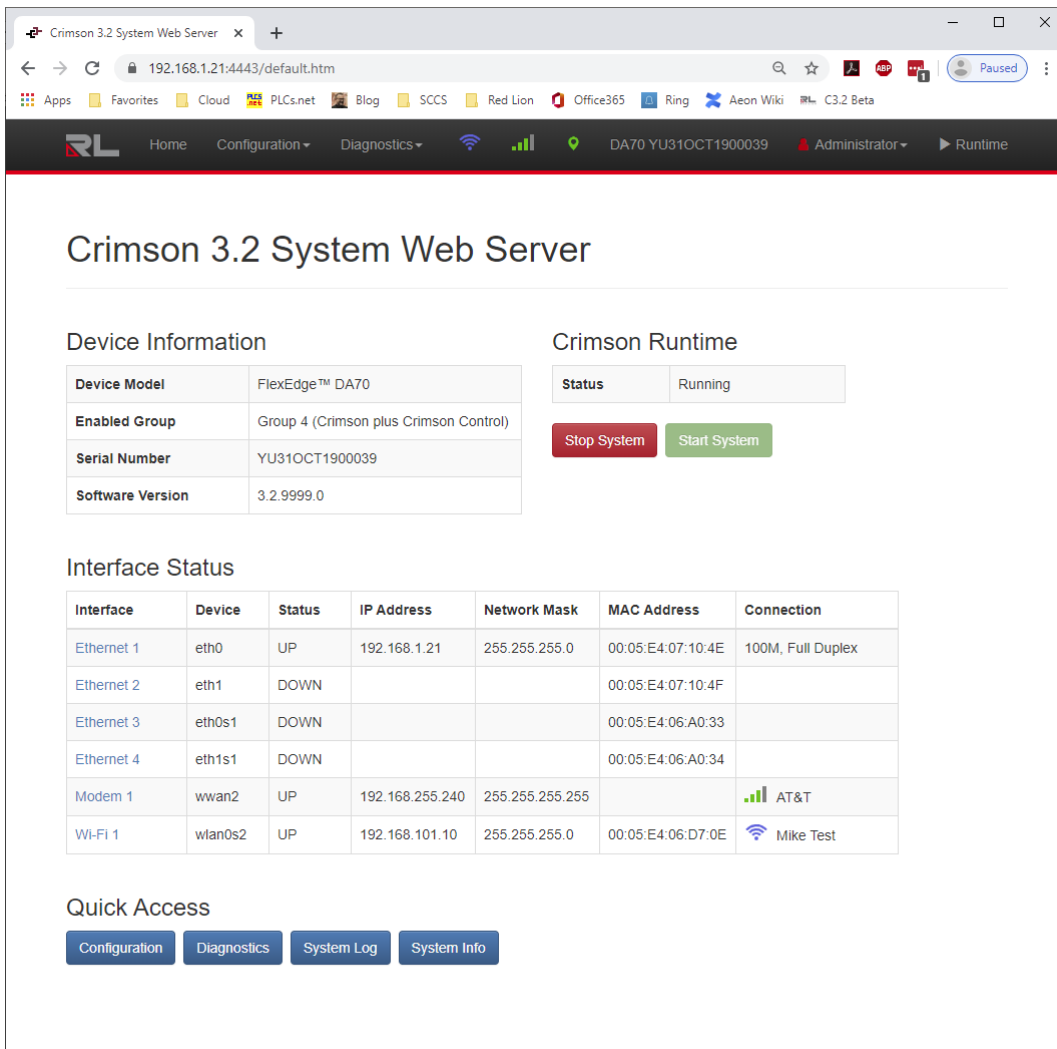 Crimson 3.2 System Web Server
192.168.1.21:4443/default.htm
ABP
1
Paused
Apps Favorites Cloud PLCS.net PLCs.net Blog SCCS Red Lion Office365 Ring Aeon Wiki RL C3.2 Beta
RL Home Configuration Diagnostics DA70 YU31OCT1900039 Administrator Runtime
Crimson 3.2 System Web Server
Device Information
Device Model FlexEdge™ DA70
Enabled Group Group 4 (Crimson plus Crimson Control)
Serial Number YU31OCT1900039
Software Version 3.2.9999.0
Crimson Runtime
Status Running
Stop System Start System
Interface Status
Interface Device Status IP Address Network Mask MAC Address Connection
Ethernet 1 eth0 UP 192.168.1.21 255.255.255.0 00:05:E4:07:10:4E 100M, Full Duplex
Ethernet 2 eth1 DOWN 00:05:E4:07:10:4F
Ethernet 3 eth0s1 DOWN 00:05:E4:06:A0:33
Ethernet 4 eth1s1 DOWN 00:05:E4:06:A0:34
Modem 1 wwan2 UP 192.168.255.240 255.255.255.255 AT&T
Wi-Fi 1 wlan0s2 UP 192.168.101.10 255.255.255.0 00:05:E4:06:D7:0E Mike Test
Quick Access
Configuration Diagnostics System Log System Info